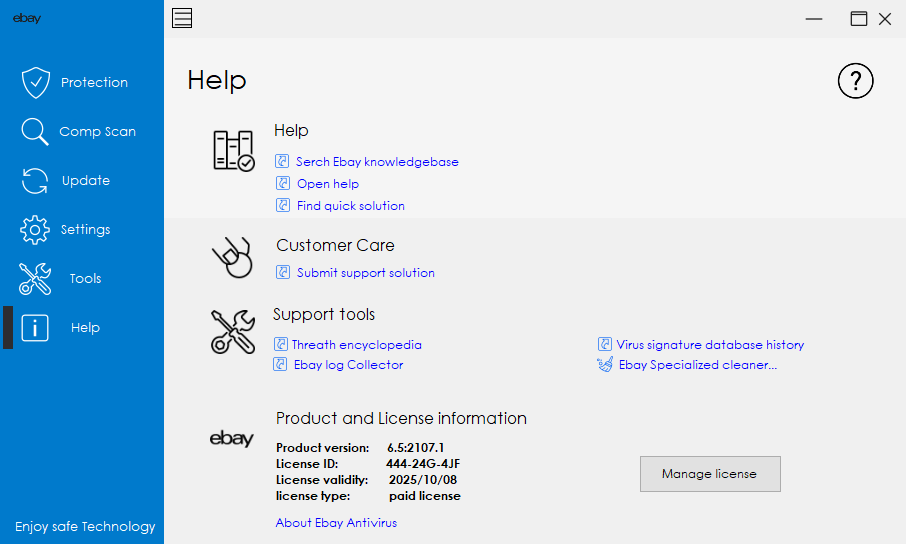 ebay
Protection
Comp Scan
Update
Settings
Tools
Help
Enjoy safe Technology
Help
?
Help
Serch Ebay knowledgebase
Open help
Find quick solution
Customer Care
Submit support solution
Support tools
Threath encyclopedia
Virus signature database history
Ebay log Collector
Ebay Specialized cleaner...
Product and License information
ebay
Product version: 6.5:2107.1
License ID: 444-24G-4JF
License validity: 2025/10/08
license type: paid license
Manage license
About Ebay Antivirus